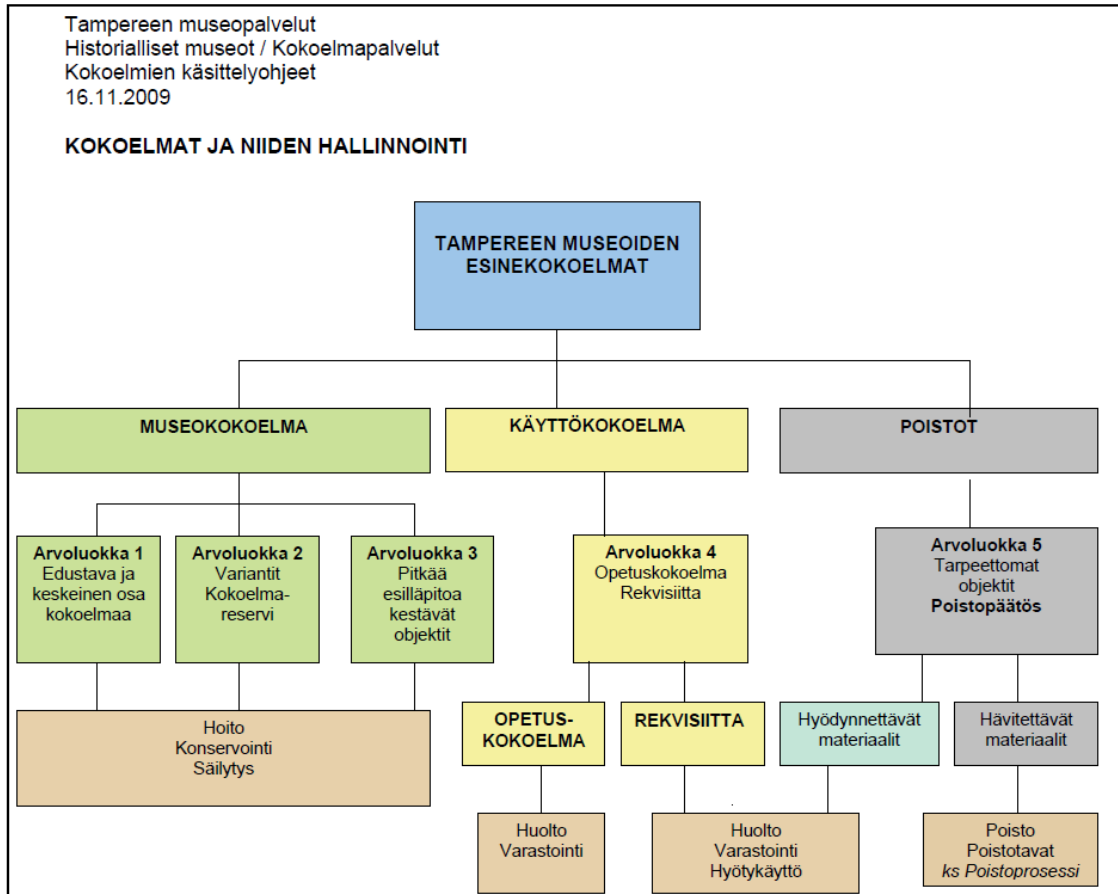 Tampereen museopalvelut
Historialliset museot / Kokoelmapalvelut
Kokoelmien käsittelyohjeet
16.11.2009
KOKOELMAT JA NIIDEN HALLINNOINTI
TAMPEREEN MUSEOIDEN
ESINEKOKOELMAT
MUSEOKOKOELMA
KÄYTTÖKOKOELMA
POISTOT
Arvoluokka 1
Edustava ja
keskeinen osa
kokoelmaa
Arvoluokka 2
Variantit
Kokoelma-
reservi
Arvoluokka 3
Pitkää
esilläpitoa
kestävät
objektit
Arvoluokka 4
Opetuskokoelma
Rekvisiitta
Arvoluokka 5
Tarpeettomat
objektit
Poistopäätös
Hoito
Konservointi
Säilytys
OPETUS-
KOKOELMA
REKVISIITTA
Hyödynnettävät
materiaalit
Hävitettävät
materiaalit
Huolto
Varastointi
Huolto
Varastointi
Hyötykäyttö
Poisto
Poistotavat
ks Poistoprosessi